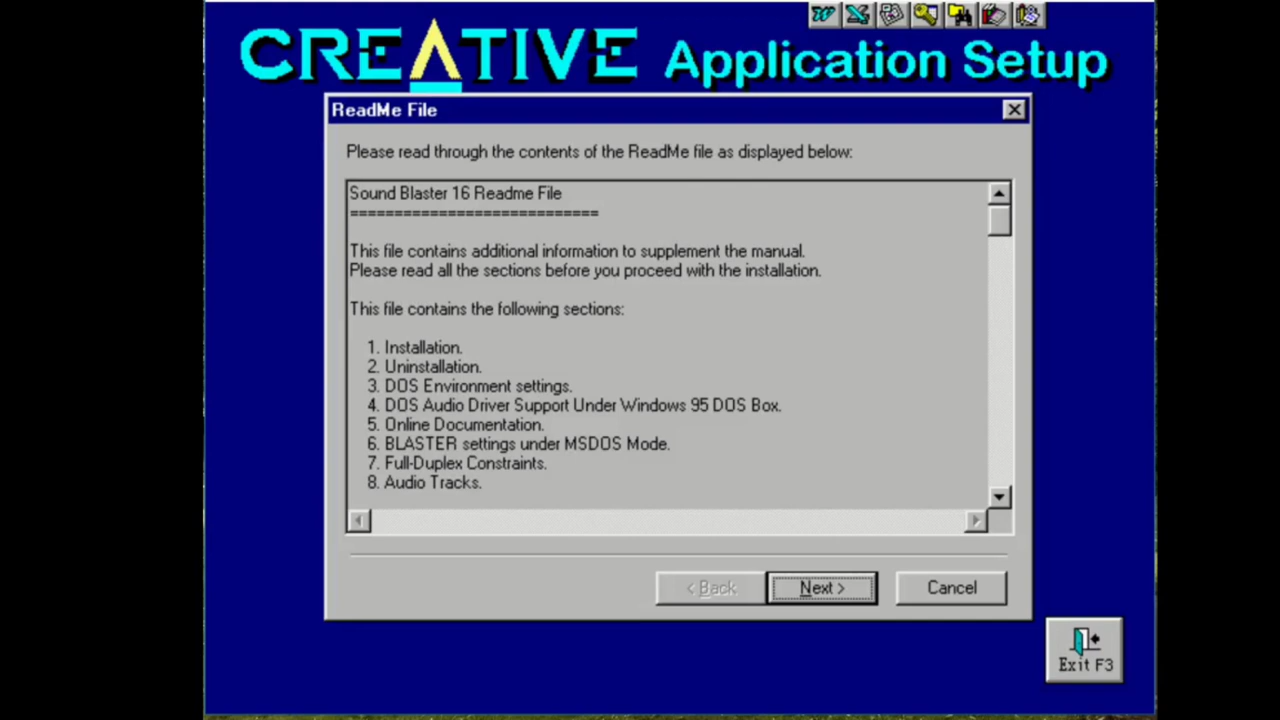 CREATIVE Application Setup
ReadMe File
Please read through the contents of the ReadMe file as displayed below:
Sound Blaster 16 Readme File
============================
This file contains additional information to supplement the manual.
Please read all the sections before you proceed with the installation.
This file contains the following sections:
1. Installation.
2. Uninstallation.
3. DOS Environment settings.
4. DOS Audio Driver Support Under Windows 95 DOS Box.
5. Online Documentation.
6. BLASTER settings under MSDOS Mode.
7. Full-Duplex Constraints.
8. Audio Tracks.
< Back Next > Cancel
Exit F3